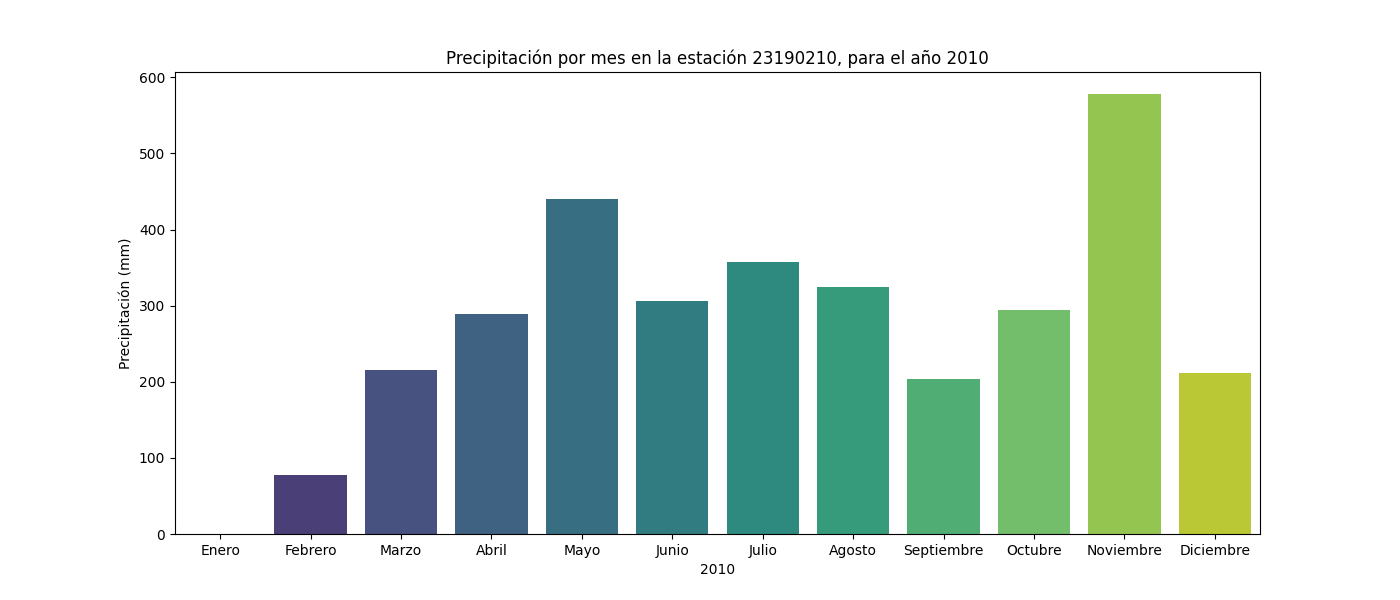 Precipitación por mes en la estación 23190210, para el año 2010
Precipitación (mm)
600
500
400
300
200
100
0
Enero Febrero Marzo Abril Mayo Junio Julio Agosto Septiembre Octubre Noviembre Diciembre
2010